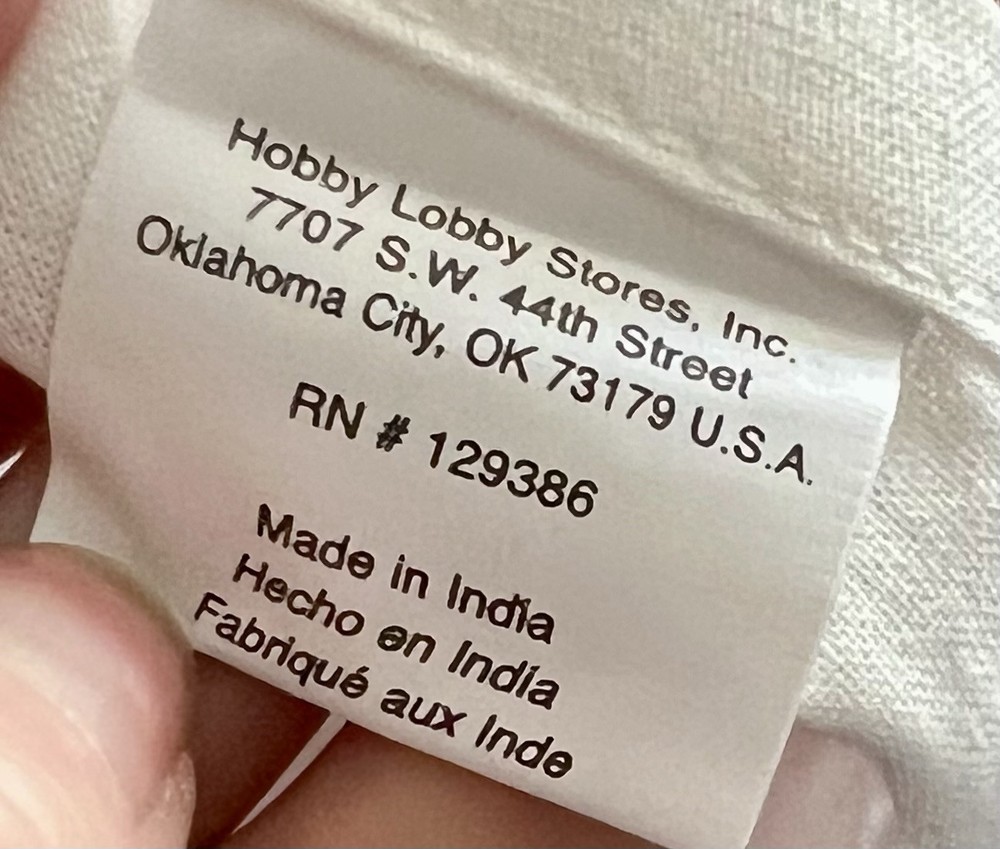 Hobby Lobby Stores, Inc.
7707 S.W. 44th Street
Oklahoma City, OK 73179 U.S.A.
RN # 129386
Made in India
Hecho en India
Fabriqué aux Inde